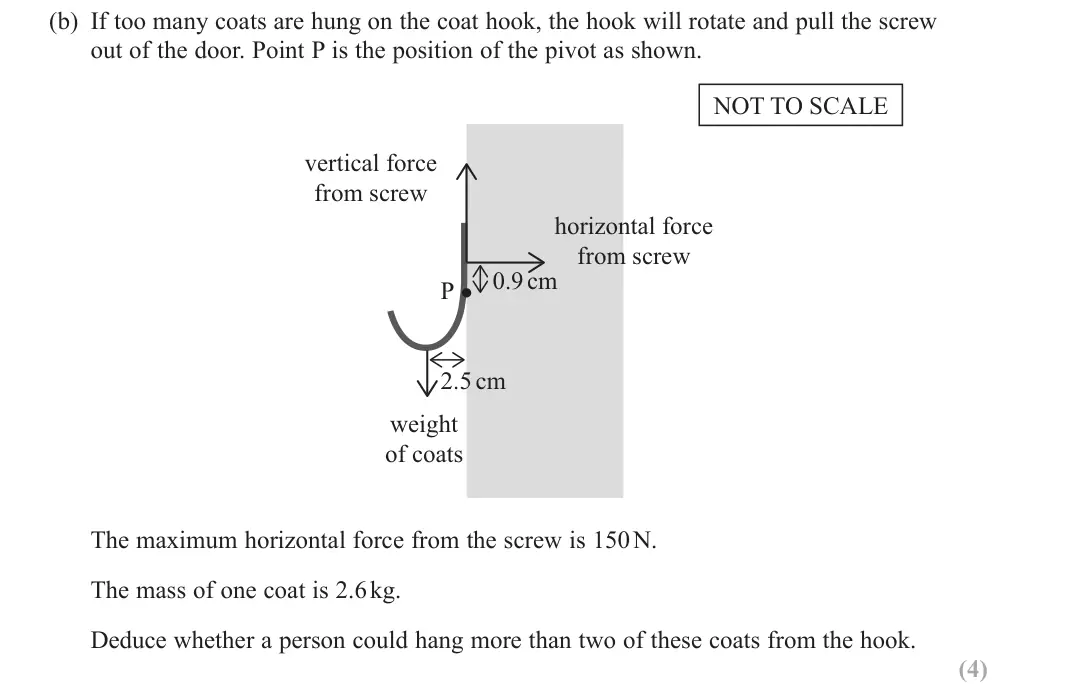 (b) If too many coats are hung on the coat hook, the hook will rotate and pull the screw
out of the door. Point P is the position of the pivot as shown.
NOT TO SCALE
vertical force
from screw
horizontal force
from screw
0.9 cm
P
2.5 cm
weight
of coats
The maximum horizontal force from the screw is 150 N.
The mass of one coat is 2.6 kg.
Deduce whether a person could hang more than two of these coats from the hook.
(4)